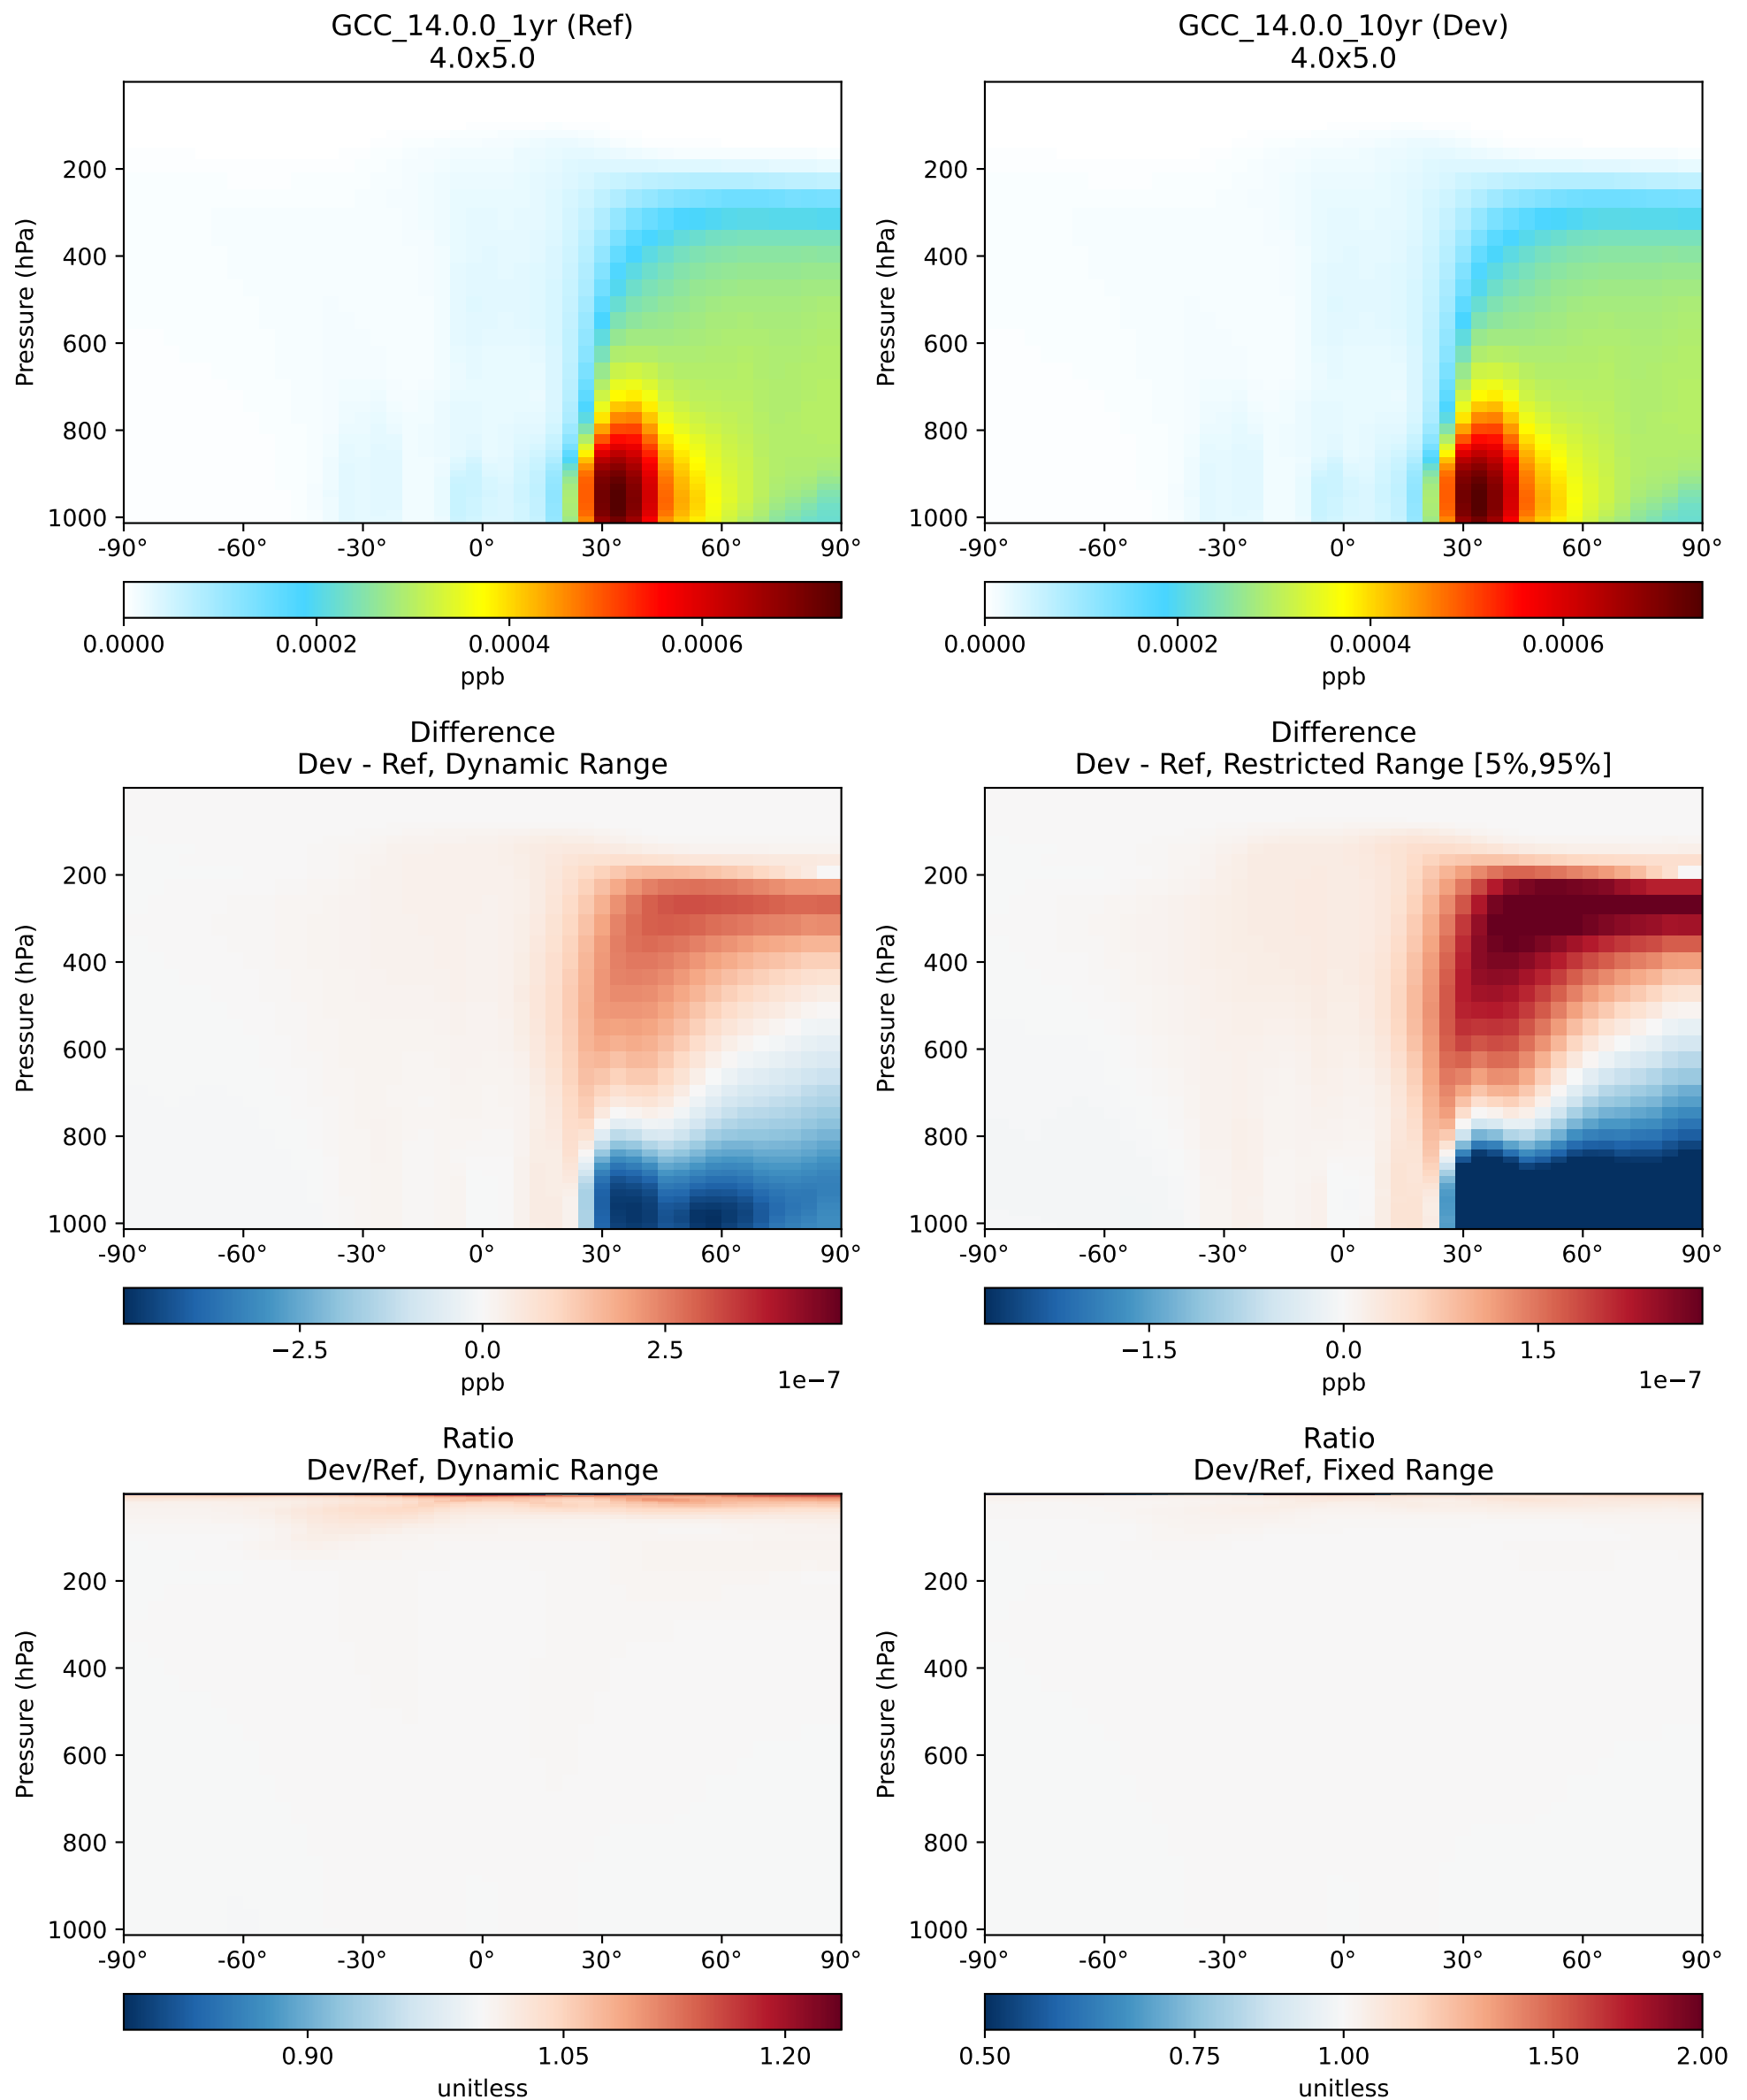 GCC_14.0.0_1yr (Ref)
4.0x5.0
Pressure (hPa)
200
400
600
800
1000
-90° -60° -30° 0° 30° 60° 90°
0.0000 0.0002 0.0004 0.0006
ppb
GCC_14.0.0_10yr (Dev)
4.0x5.0
Pressure (hPa)
200
400
600
800
1000
-90° -60° -30° 0° 30° 60° 90°
0.0000 0.0002 0.0004 0.0006
ppb
Difference
Dev - Ref, Dynamic Range
Pressure (hPa)
200
400
600
800
1000
-90° -60° -30° 0° 30° 60° 90°
−2.5 0.0 2.5
ppb 1e−7
Difference
Dev - Ref, Restricted Range [5%,95%]
Pressure (hPa)
200
400
600
800
1000
-90° -60° -30° 0° 30° 60° 90°
−1.5 0.0 1.5
ppb 1e−7
Ratio
Dev/Ref, Dynamic Range
Pressure (hPa)
200
400
600
800
1000
-90° -60° -30° 0° 30° 60° 90°
0.90 1.05 1.20
unitless
Ratio
Dev/Ref, Fixed Range
Pressure (hPa)
200
400
600
800
1000
-90° -60° -30° 0° 30° 60° 90°
0.50 0.75 1.00 1.50 2.00
unitless